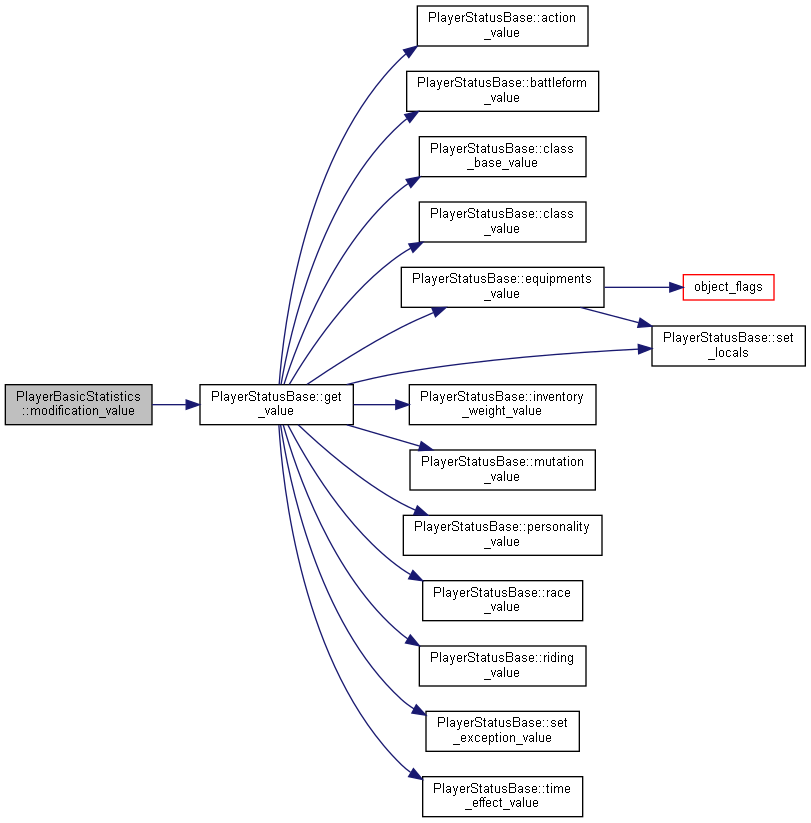 PlayerStatusBase::action
_value
PlayerStatusBase::battleform
_value
PlayerStatusBase::class
_base_value
PlayerStatusBase::class
_value
PlayerStatusBase::equipments
_value
object_flags
PlayerStatusBase::set
_locals
PlayerBasicStatistics
::modification_value
PlayerStatusBase::get
_value
PlayerStatusBase::inventory
_weight_value
PlayerStatusBase::mutation
_value
PlayerStatusBase::personality
_value
PlayerStatusBase::race
_value
PlayerStatusBase::riding
_value
PlayerStatusBase::set
_exception_value
PlayerStatusBase::time
_effect_value